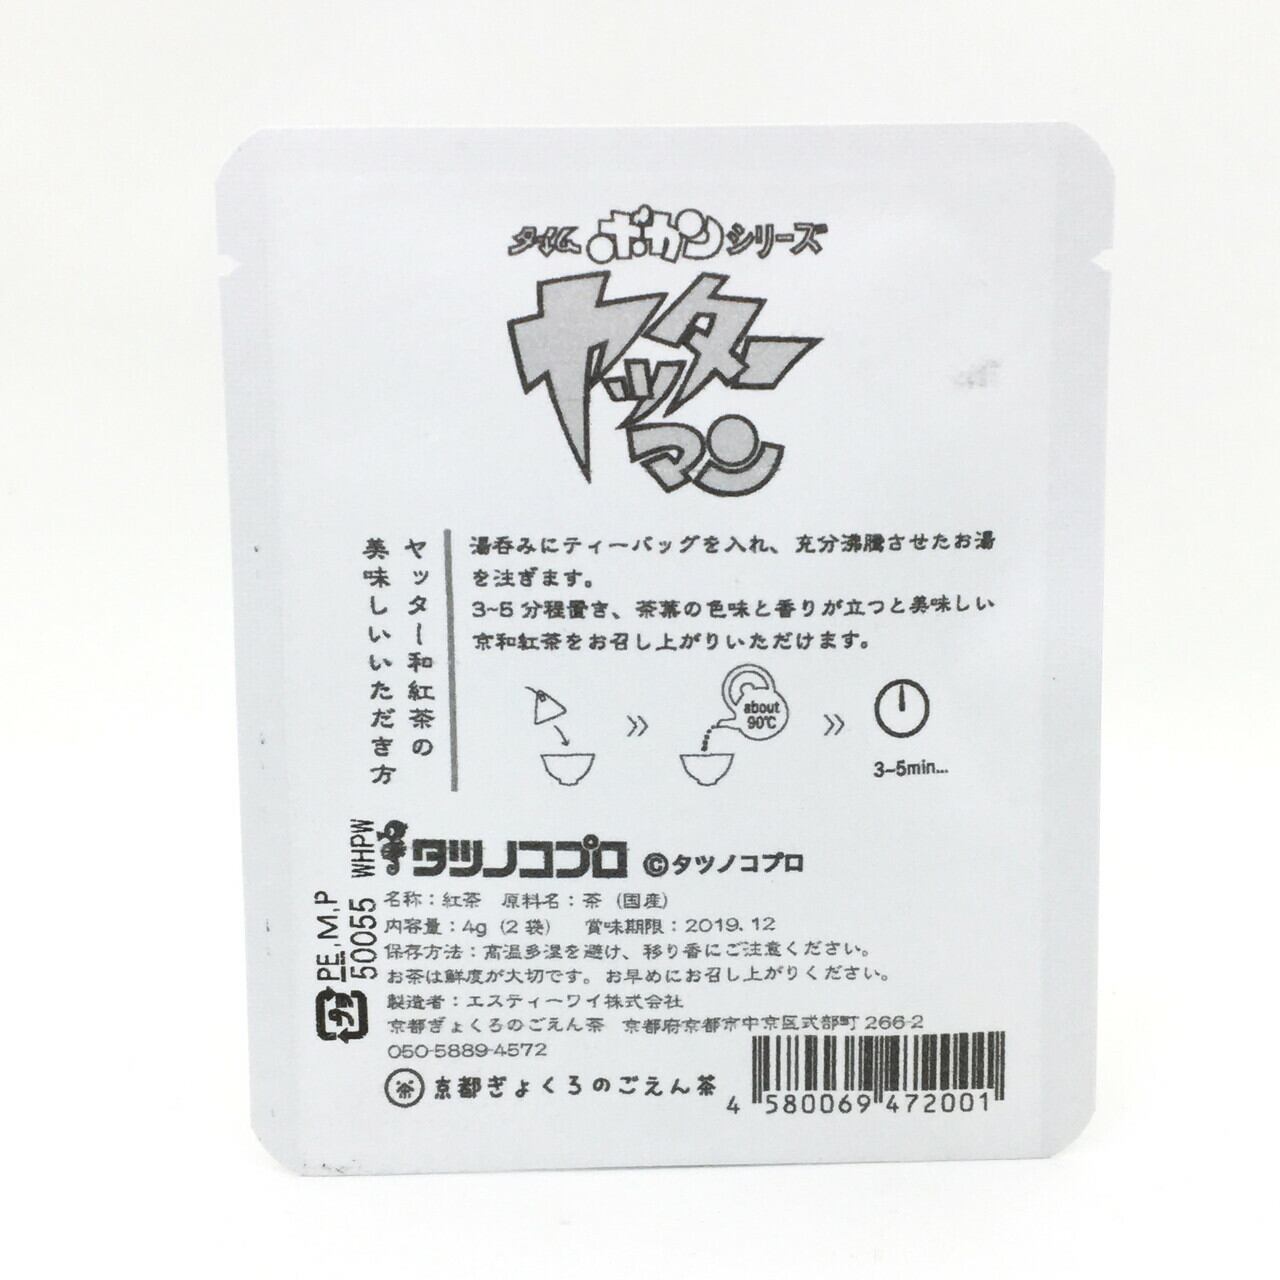 タイムボカンシリーズ
ヤッター
マン
ヤッター和紅茶の
美味しいいただき方
湯呑みにティーバッグを入れ、充分沸騰させたお湯
を注ぎます。
3~5 分程置き、茶葉の色味と香りが立つと美味しい
京和紅茶をお召し上がりいただけます。
about
90℃
3~5min...
タツノコプロ ©タツノコプロ
名称：紅茶 原料名：茶（国産）
内容量：4g（2 袋） 賞味期限：2019. 12
保存方法：高温多湿を避け、移り香にご注意ください。
お茶は鮮度が大切です。お早めにお召し上がりください。
製造者：エスティーワイ株式会社
京都ぎょくろのごえん茶 京都府京都市中京区式部町 266-2
050-5889-4572
茶 京都ぎょくろのごえん茶
4 580069 472001
プラ
PE,M,P
50055
WHPW